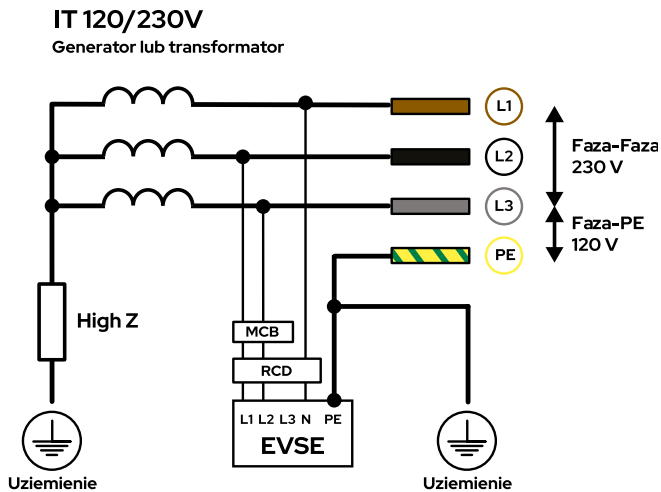 IT 120/230V
Generator lub transformator
L1
L2
Faza-Faza
230 V
L3
Faza-PE
120 V
PE
High Z
MCB
RCD
L1 L2 L3 N PE
EVSE
Uziemienie
Uziemienie